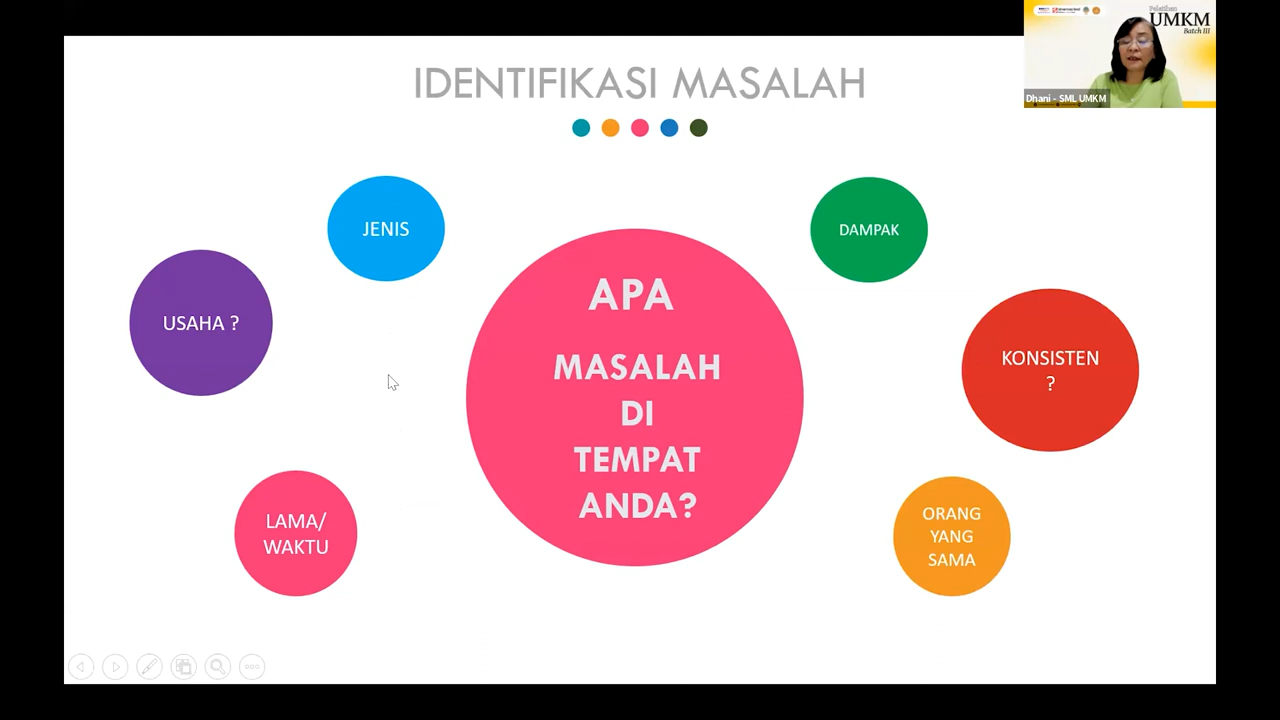 IDENTIFIKASI MASALAH
Pelatihan
UMKM
Batch III
Dhani - SML UMKM
JENIS
DAMPAK
USAHA ?
APA
MASALAH
DI
TEMPAT
ANDA?
KONSISTEN
?
LAMA/
WAKTU
ORANG
YANG
SAMA